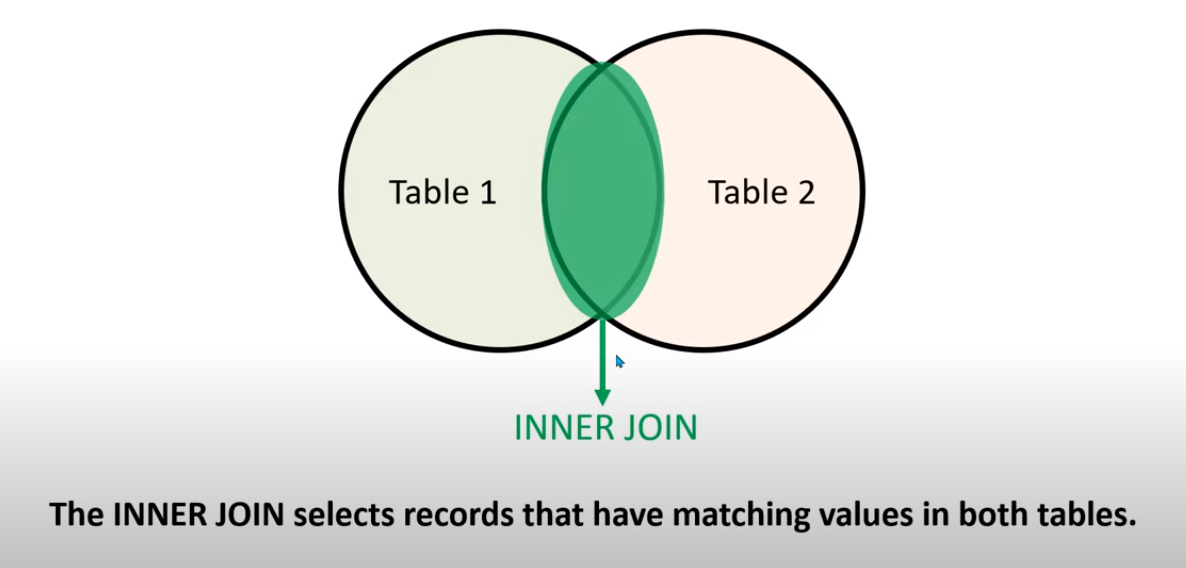 Table 1
Table 2
INNER JOIN
The INNER JOIN selects records that have matching values in both tables.